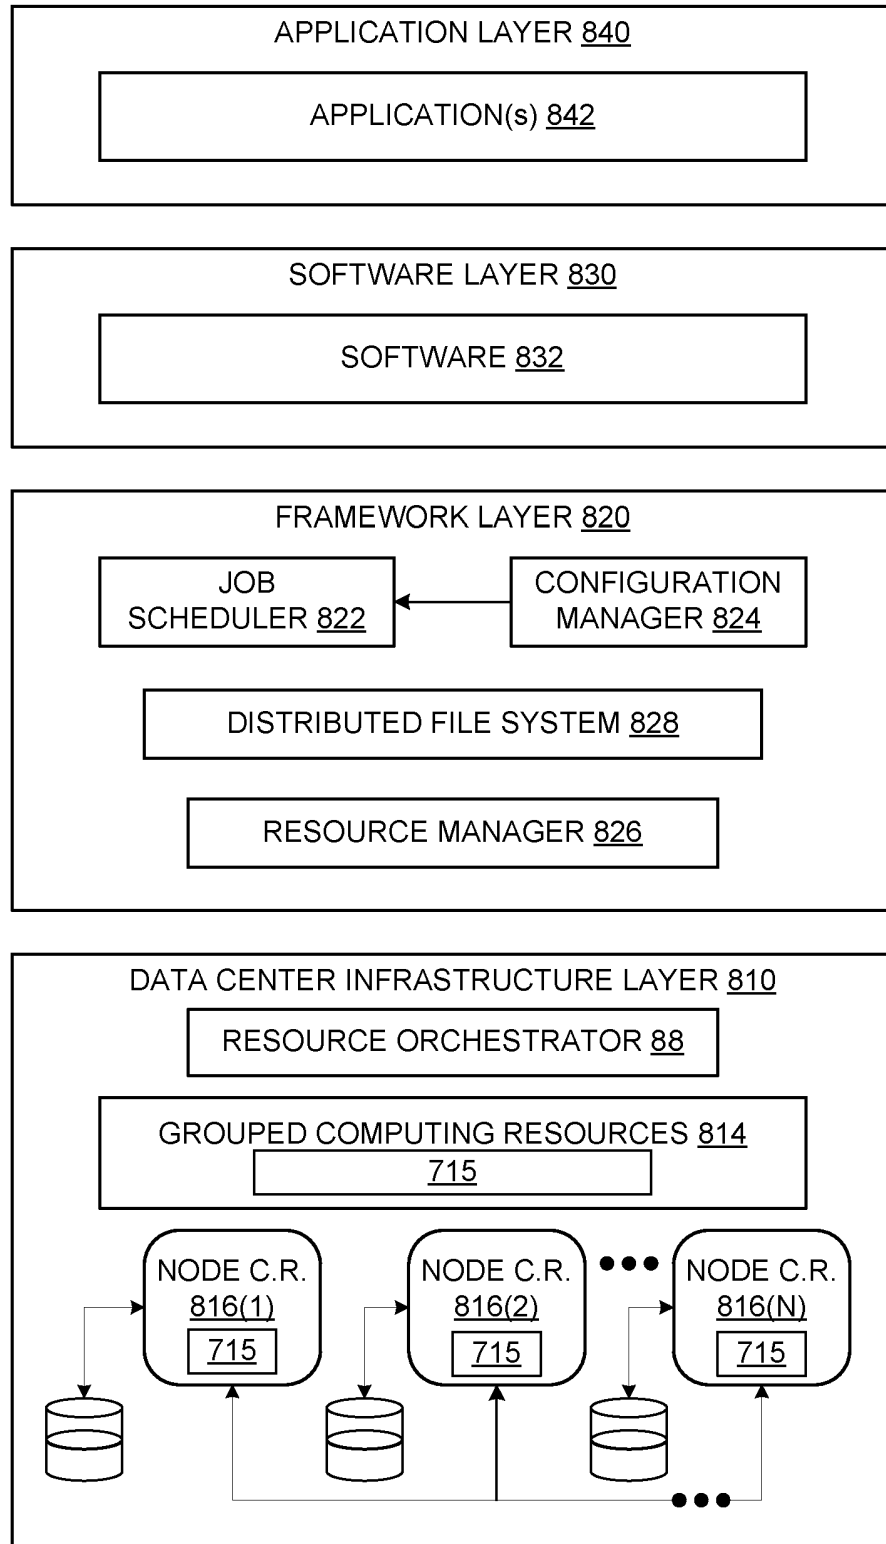 APPLICATION LAYER 840
APPLICATION(s) 842
SOFTWARE LAYER 830
SOFTWARE 832
FRAMEWORK LAYER 820
JOB
SCHEDULER 822
CONFIGURATION
MANAGER 824
DISTRIBUTED FILE SYSTEM 828
RESOURCE MANAGER 826
DATA CENTER INFRASTRUCTURE LAYER 810
RESOURCE ORCHESTRATOR 88
GROUPED COMPUTING RESOURCES 814
715
NODE C.R.
816(1)
715
NODE C.R.
816(2)
715
NODE C.R.
816(N)
715